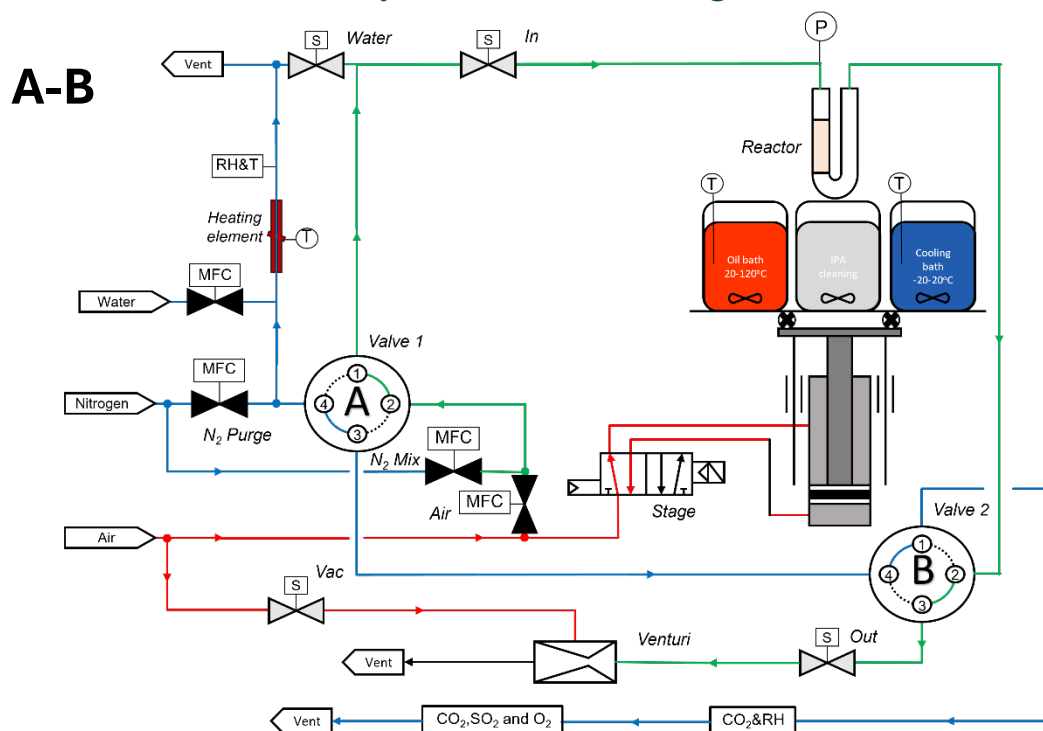 Water
In
S
S
P
Vent
A-B
RH&T
Reactor
T
T
Heating
element
T
Oil bath
20-120°C
IPA
cleaning
Cooling
bath
-20-20°C
MFC
Water
Valve 1
MFC
1
Nitrogen
4
A
2
3
N₂ Purge
N₂ Mix
MFC
MFC
Air
Stage
Valve 2
Air
1
4
B
2
3
Vac
S
Venturi
S
Out
Vent
Vent
CO₂,SO₂ and O₂
CO₂&RH